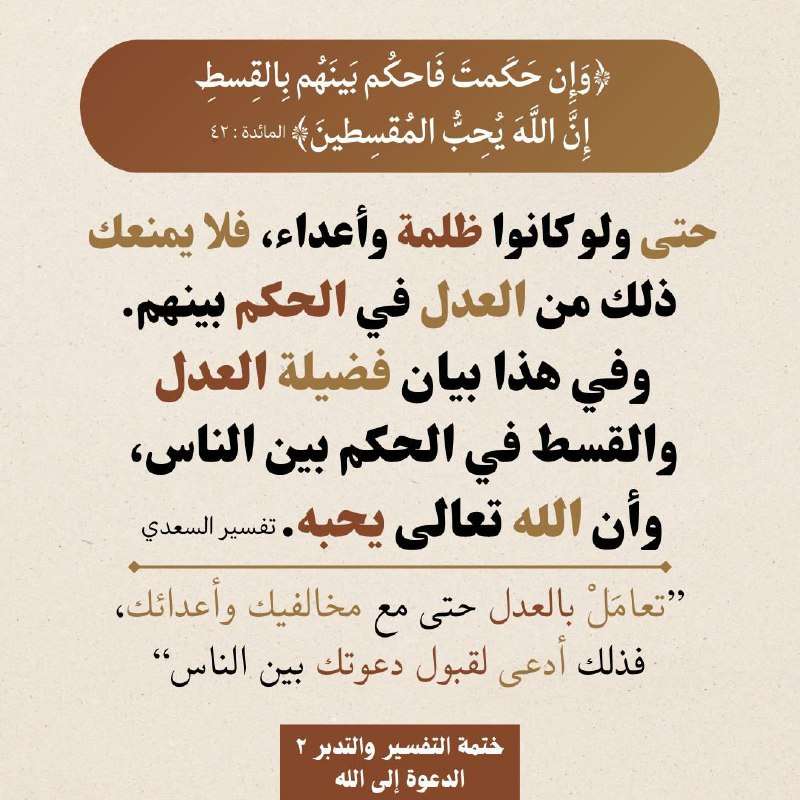 ﴿وَإِن حَكَمتَ فَاحكُم بَينَهُم بِالقِسطِ
إِنَّ اللَّهَ يُحِبُّ المُقسِطينَ﴾ المائدة : ٤٢
حتى ولو كانوا ظلمة وأعداء، فلا يمنعك
ذلك من العدل في الحكم بينهم.
وفي هذا بيان فضيلة العدل
والقسط في الحكم بين الناس،
وأن الله تعالى يحبه. تفسير السعدي
”تعامَلْ بالعدل حتى مع مخالفيك وأعدائك،
فذلك أدعى لقبول دعوتك بين الناس“
ختمة التفسير والتدبر ٢
الدعوة إلى الله